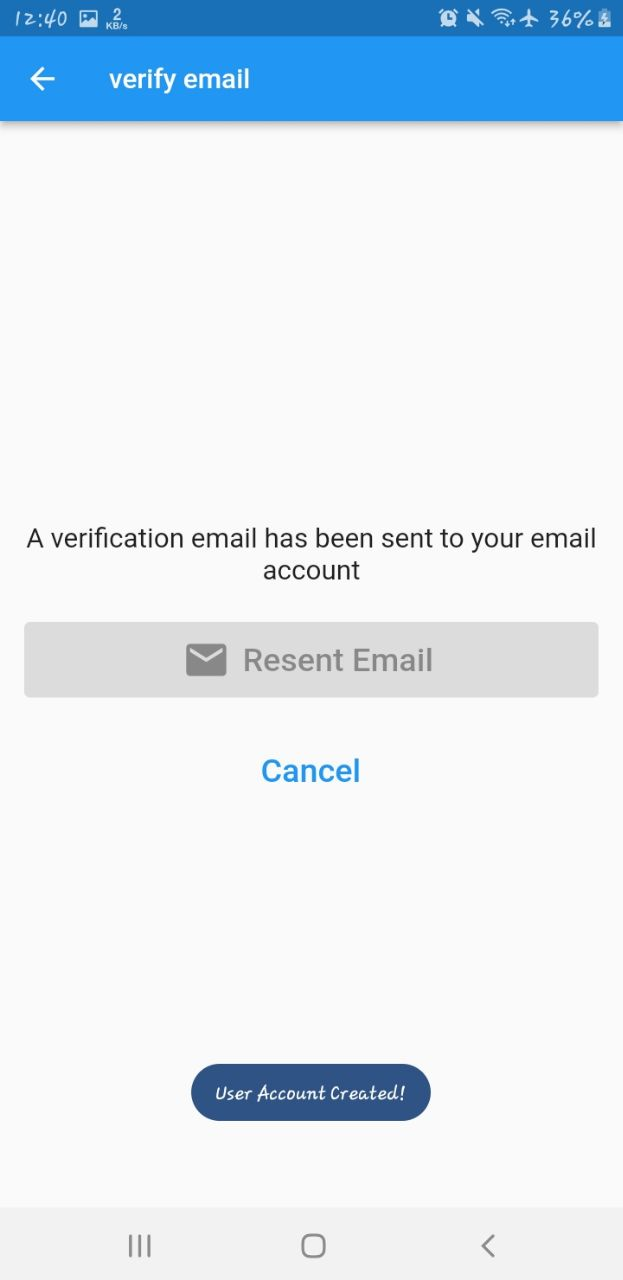 12:40 2 KB/s 36%
verify email
A verification email has been sent to your email
account
Resent Email
Cancel
User Account Created!